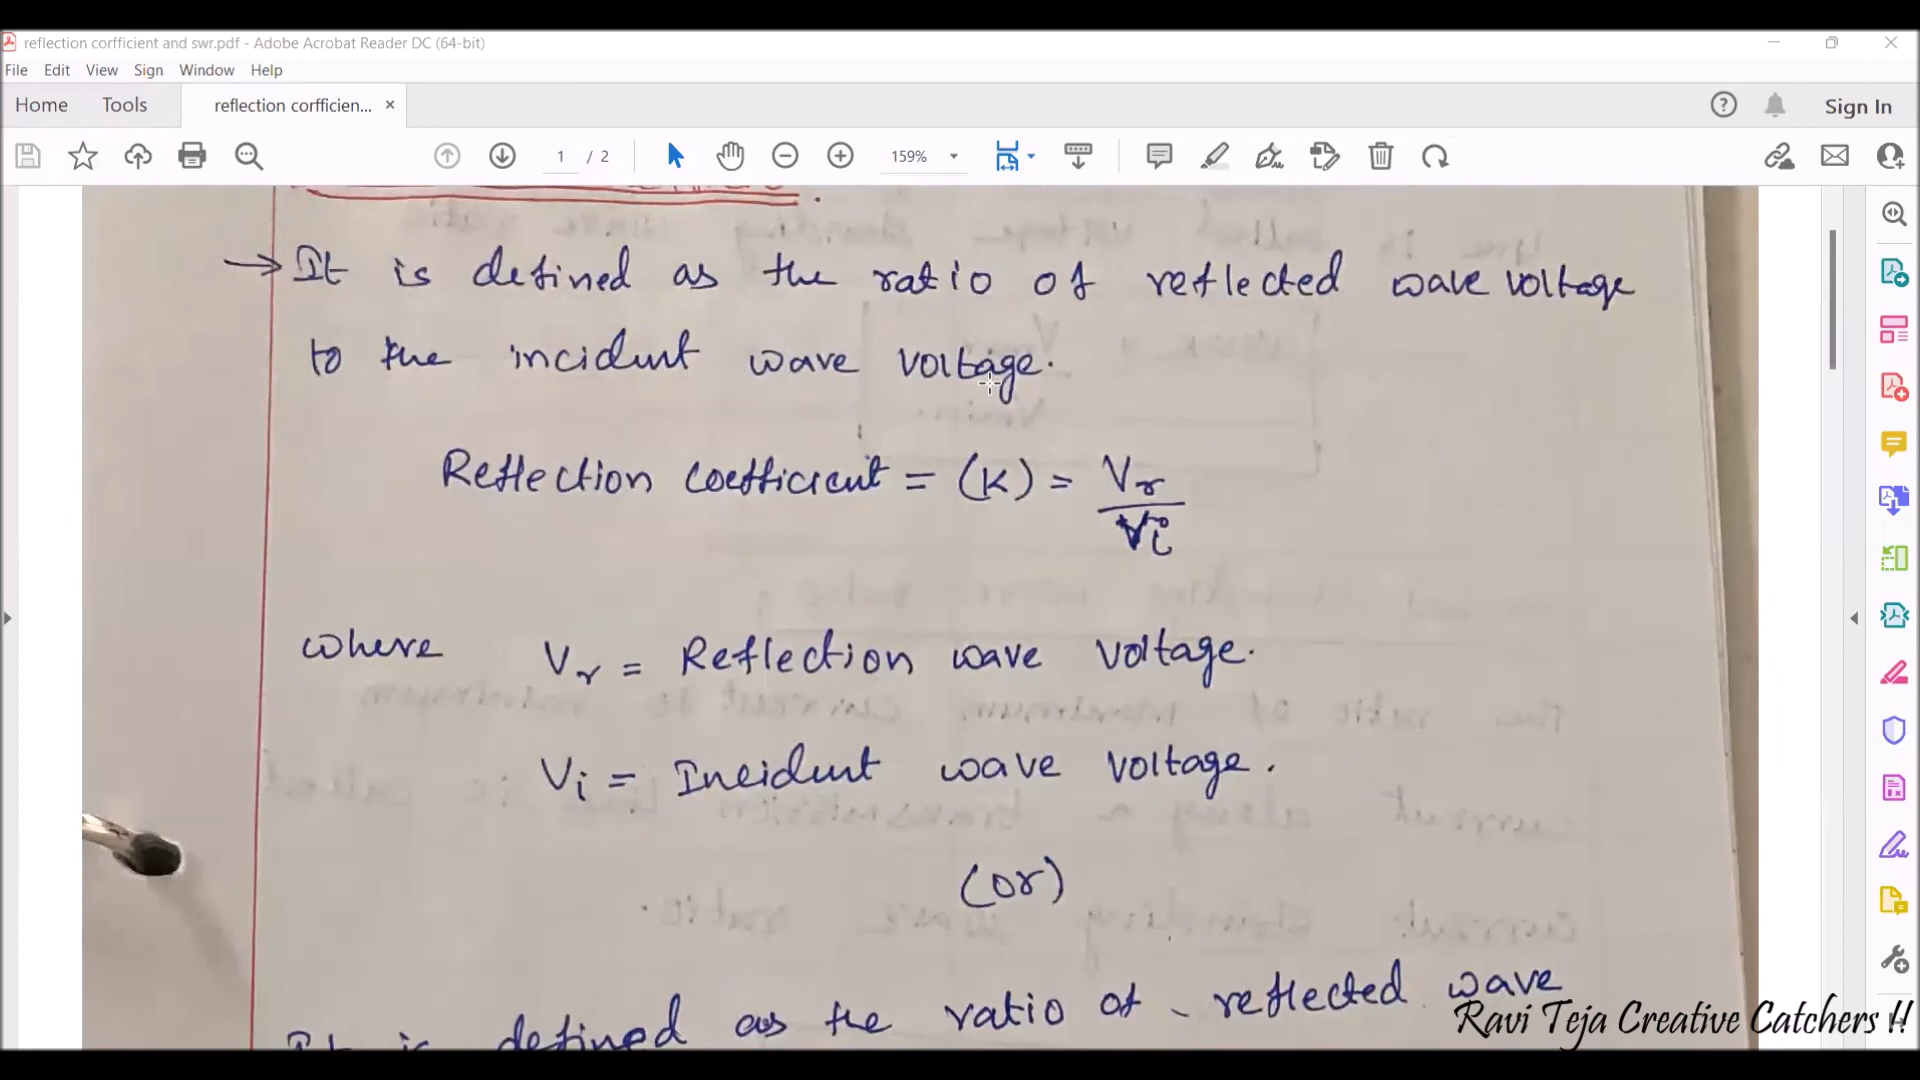 reflection corfficient and swr.pdf - Adobe Acrobat Reader DC (64-bit)
File Edit View Sign Window Help
Home Tools reflection corfficien... × Sign In
1 / 2 159%
→ It is defined as the ratio of reflected wave voltage
to the incident wave voltage.
Reflection coefficient = (K) = Vr / Vi
where Vr = Reflection wave voltage.
Vi = Incident wave voltage.
(or)
It is defined as the ratio of reflected wave
Ravi Teja Creative Catchers !!